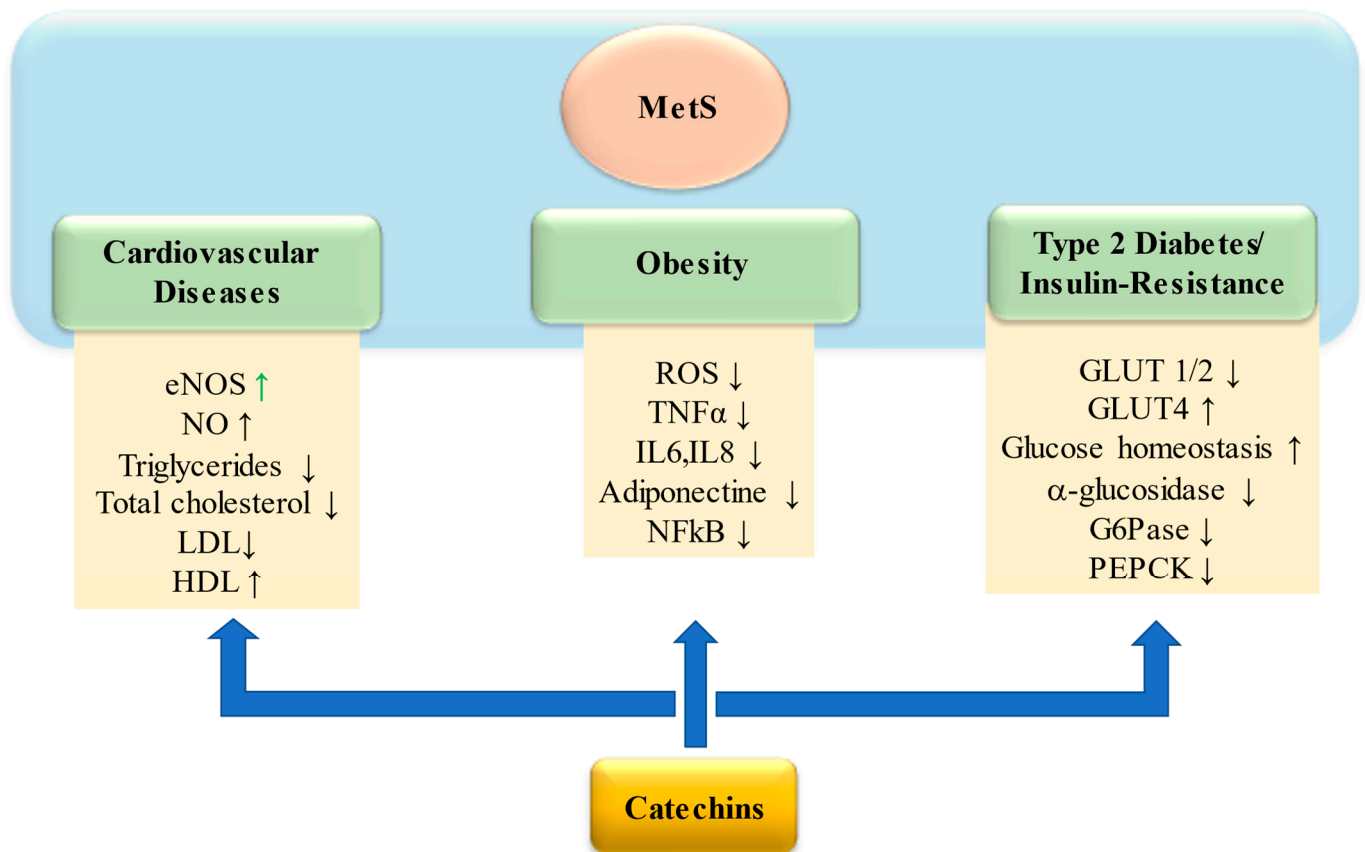 MetS
Cardiovascular
Diseases
Obesity
Type 2 Diabetes/
Insulin-Resistance
eNOS ↑
NO ↑
Triglycerides ↓
Total cholesterol ↓
LDL↓
HDL ↑
ROS ↓
TNFα ↓
IL6,IL8 ↓
Adiponectine ↓
NFkB ↓
GLUT 1/2 ↓
GLUT4 ↑
Glucose homeostasis ↑
α-glucosidase ↓
G6Pase ↓
PEPCK ↓
Catechins